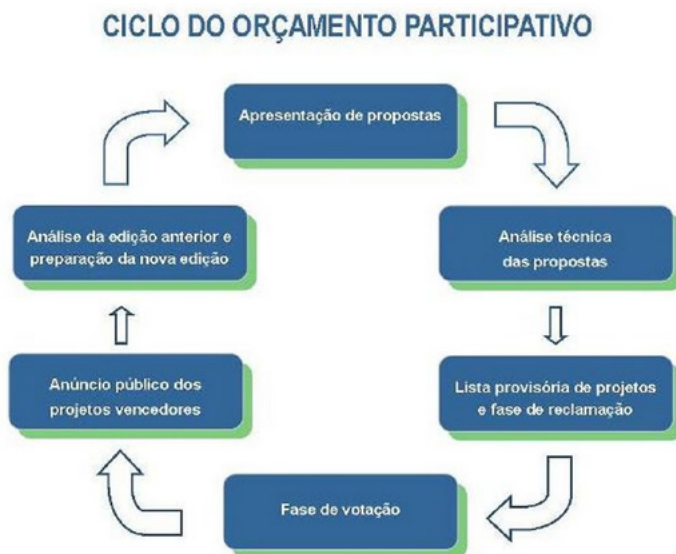 CICLO DO ORÇAMENTO PARTICIPATIVO
Apresentação de propostas
Análise técnica
das propostas
Lista provisória de projetos
e fase de reclamação
Fase de votação
Anúncio público dos
projetos vencedores
Análise da edição anterior e
preparação da nova edição